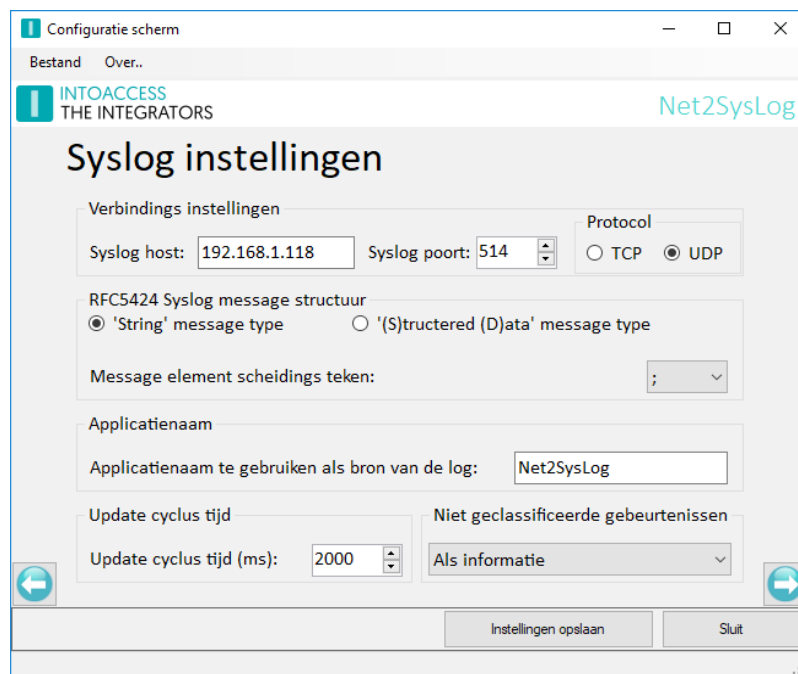 Configuratie scherm
Bestand Over..
INTOACCESS
THE INTEGRATORS
Net2SysLog
Syslog instellingen
Verbindings instellingen
Protocol
Syslog host: 192.168.1.118 Syslog poort: 514 TCP UDP
RFC5424 Syslog message structuur
'String' message type '(S)tructured (D)ata' message type
Message element scheidings teken: ;
Applicatienaam
Applicatienaam te gebruiken als bron van de log: Net2SysLog
Update cyclus tijd Niet geclassificeerde gebeurtenissen
Update cyclus tijd (ms): 2000 Als informatie
Instellingen opslaan Sluit